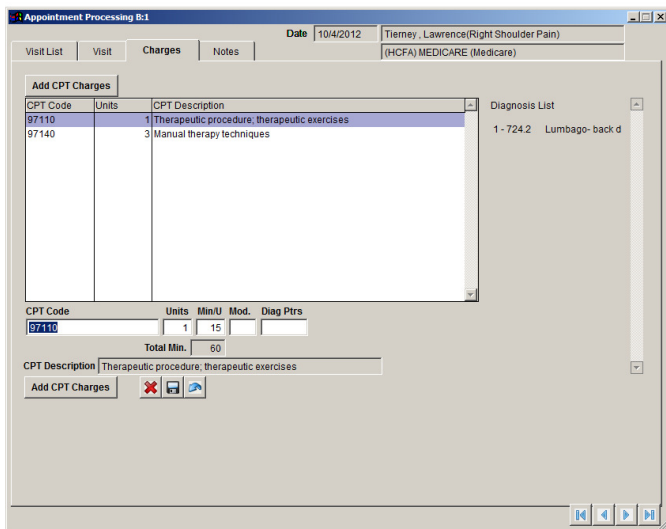 Appointment Processing B:1
Date 10/4/2012 Tierney , Lawrence(Right Shoulder Pain)
Visit List Visit Charges Notes (HCFA) MEDICARE (Medicare)
Add CPT Charges
CPT Code Units CPT Description Diagnosis List
97110 1 Therapeutic procedure; therapeutic exercises
1 - 724.2 Lumbago- back d
97140 3 Manual therapy techniques
CPT Code Units Min/U Mod. Diag Ptrs
97110 1 15
Total Min. 60
CPT Description Therapeutic procedure; therapeutic exercises
Add CPT Charges